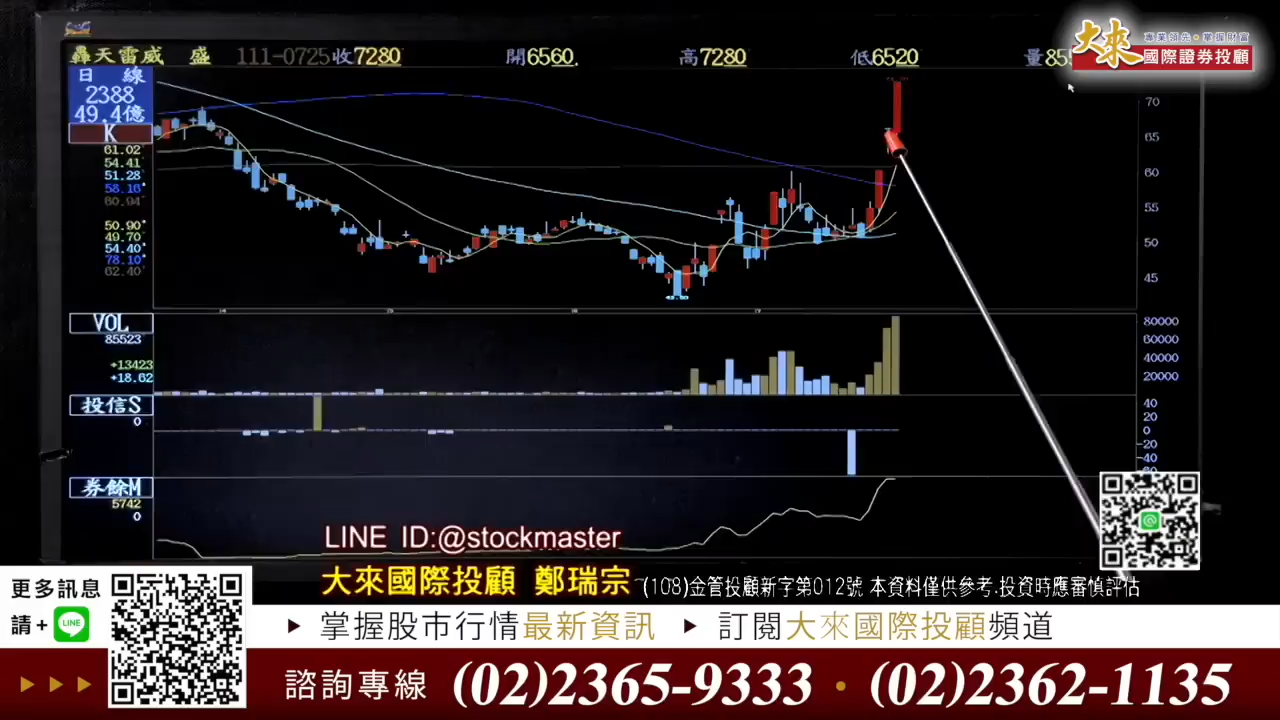 轟天雷威 盛 111-0725 收7280 開6560. 高7280 低6520 量855
大來 專業領先•掌握財富
國際證券投顧
日 線
2388
49.4億
K
61.02
54.41
51.28
58.10
60.94
50.90
49.70
54.40
78.10
62.40
70
65
60
55
50
45
VOL
85523
+13423
+18.62
80000
60000
40000
20000
投信S
0
40
20
0
-20
-40
60
券餘M
5742
0
LINE ID:@stockmaster
大來國際投顧 鄭瑞宗 (108)金管投顧新字第012號 本資料僅供參考.投資時應審慎評估
更多訊息
請+ LINE
掌握股市行情最新資訊 訂閱大來國際投顧頻道
諮詢專線 (02)2365-9333 • (02)2362-1135